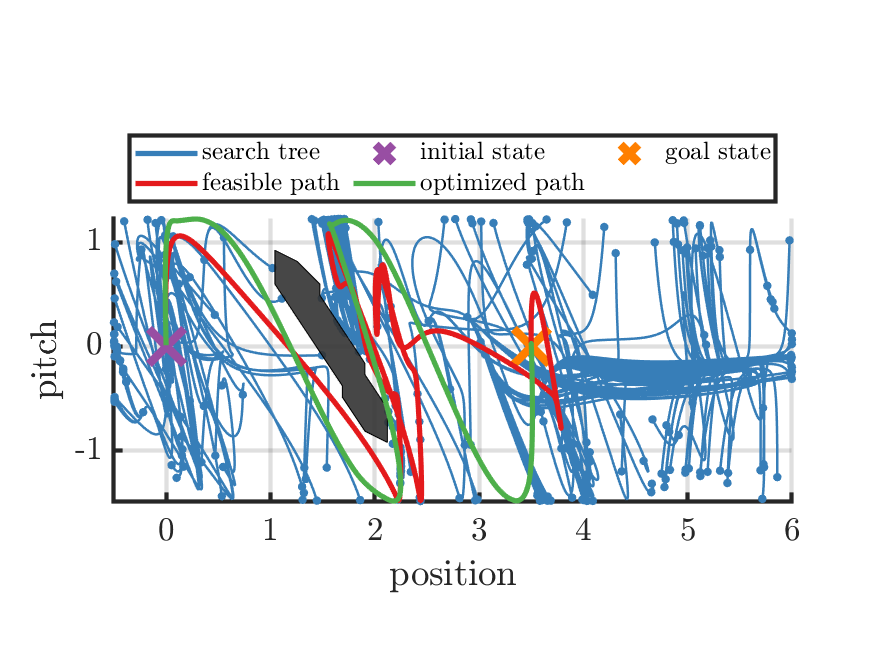 search tree initial state goal state
feasible path optimized path
1
0
-1
pitch
0 1 2 3 4 5 6
position